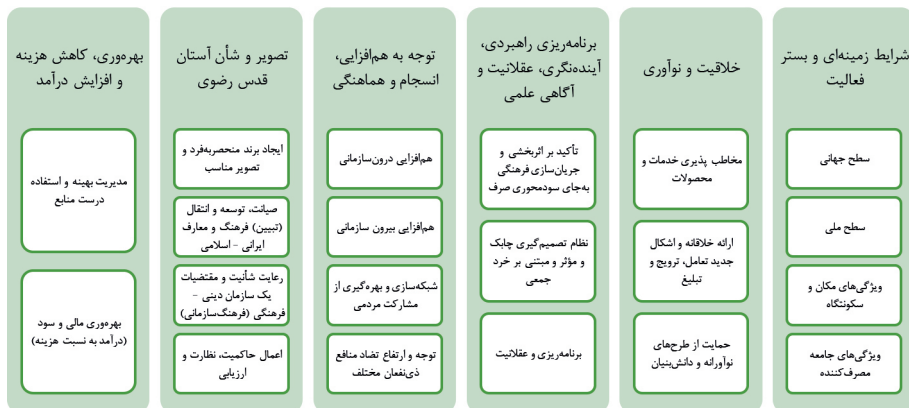 شرایط زمینه‌ای و بستر
فعالیت
سطح جهانی
سطح ملی
ویژگی‌های مکان و
سکونتگاه
ویژگی‌های جامعه
مصرف‌کننده
خلاقیت و نوآوری
مخاطب پذیری خدمات و
محصولات
ارائه خلاقانه و اشکال
جدید تعامل، ترویج و
تبلیغ
حمایت از طرح‌های
نوآورانه و دانش‌بنیان
برنامه‌ریزی راهبردی،
آینده‌نگری، عقلانیت و
آگاهی علمی
تأکید بر اثربخشی و
جریان‌سازی فرهنگی
به‌جای سودمحوری صرف
نظام تصمیم‌گیری چابک
و مؤثر و مبتنی بر خرد
جمعی
برنامه‌ریزی و عقلانیت
توجه به هم‌افزایی،
انسجام و هماهنگی
هم‌افزایی درون‌سازمانی
هم‌افزایی بیرون سازمانی
شبکه‌سازی و بهره‌گیری از
مشارکت مردمی
توجه و ارتفاع تضاد منافع
ذی‌نفعان مختلف
تصویر و شأن آستان
قدس رضوی
ایجاد برند منحصربه‌فرد و
تصویر مناسب
صیانت، توسعه و انتقال
(تبیین) فرهنگ و معارف
ایرانی - اسلامی
رعایت شأنیت و مقتضیات
یک سازمان دینی -
فرهنگی (فرهنگ‌سازمانی)
اعمال حاکمیت، نظارت و
ارزیابی
بهره‌وری، کاهش هزینه
و افزایش درآمد
مدیریت بهینه و استفاده
درست منابع
بهره‌وری مالی و سود
(درآمد به نسبت هزینه)